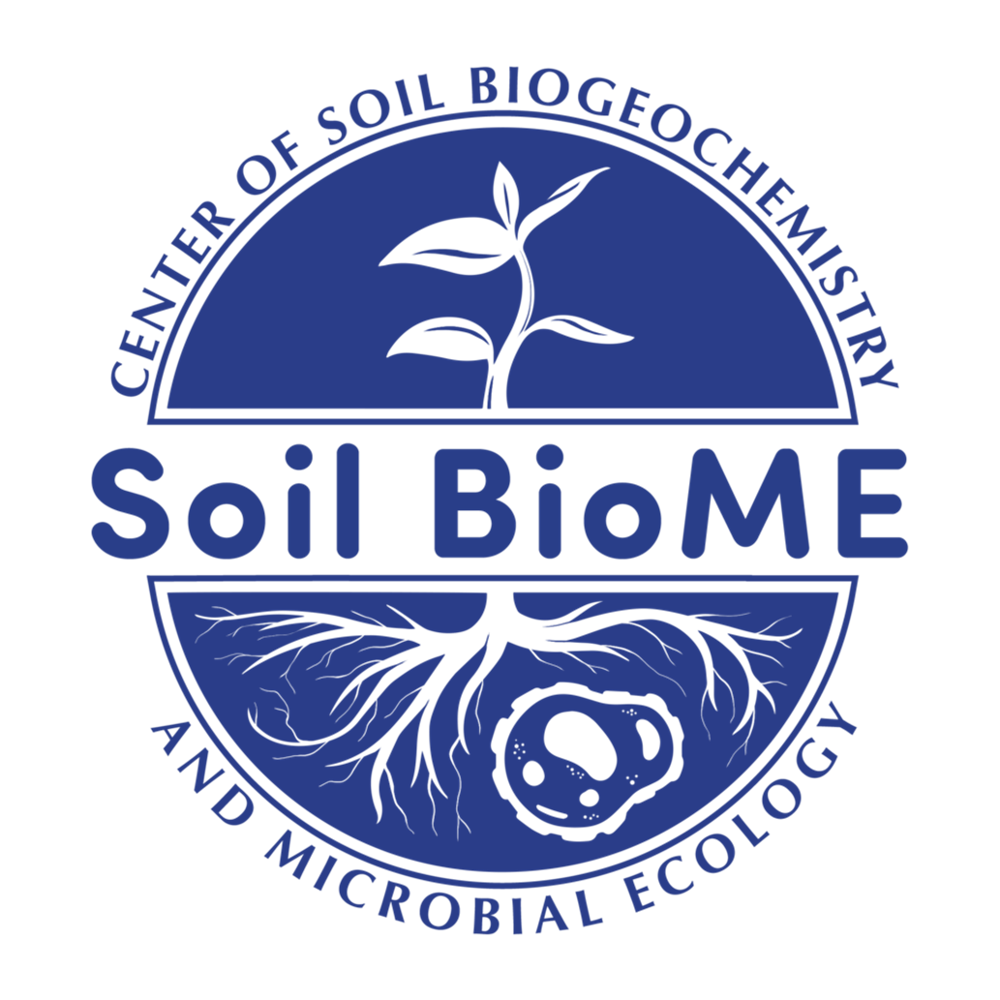 CENTER OF SOIL BIOGEOCHEMISTRY
Soil BioME
AND MICROBIAL ECOLOGY